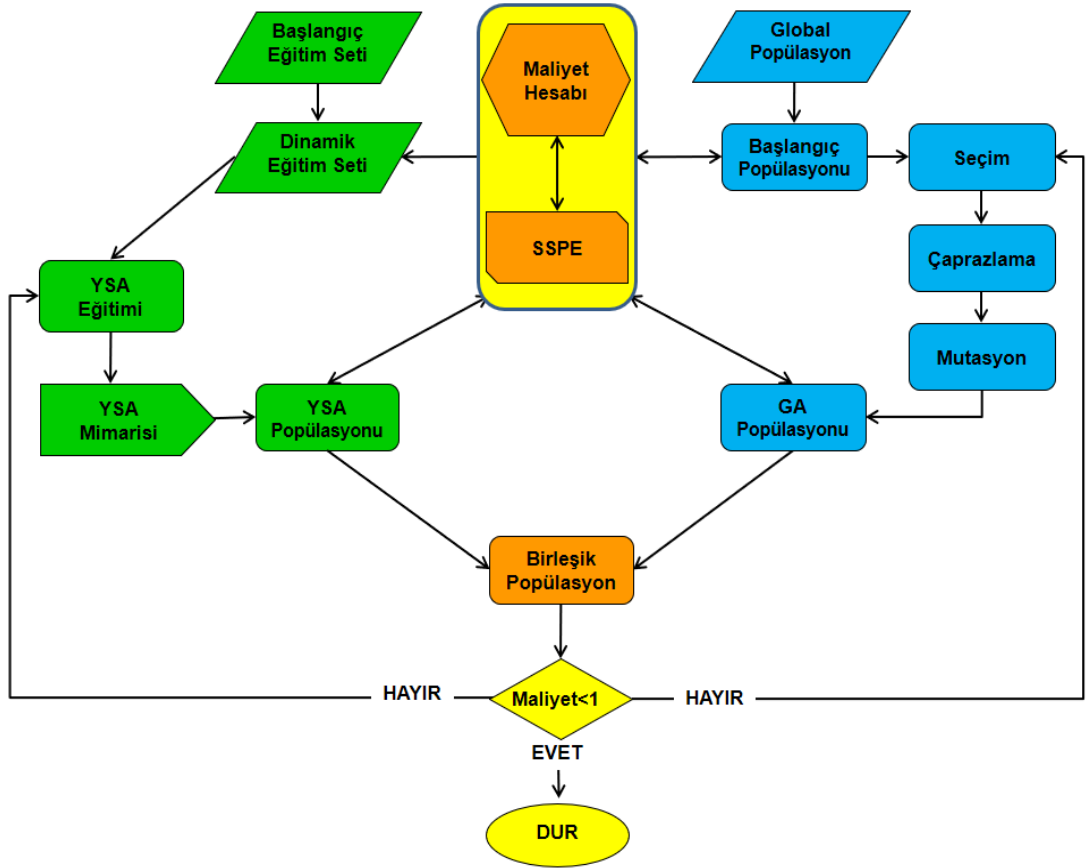 Başlangıç
Eğitim Seti
Maliyet
Hesabı
Global
Popülasyon
Dinamik
Eğitim Seti
Başlangıç
Popülasyonu
Seçim
SSPE
Çaprazlama
YSA
Eğitimi
Mutasyon
YSA
Mimarisi
YSA
Popülasyonu
GA
Popülasyonu
Birleşik
Popülasyon
HAYIR
Maliyet<1
HAYIR
EVET
DUR